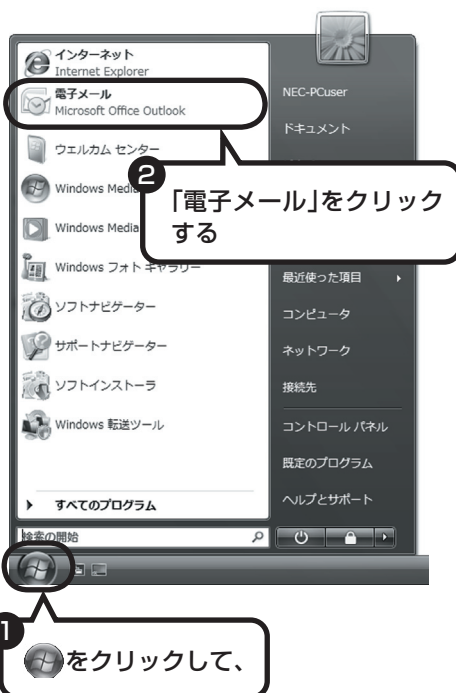 インターネット
Internet Explorer
電子メール
Microsoft Office Outlook
ウェルカム センター
Windows Media
Windows Media
Windows フォト ギャラリー
ソフトナビゲーター
サポートナビゲーター
ソフトインストーラ
Windows 転送ツール
すべてのプログラム
検索の開始
NEC-PCuser
ドキュメント
最近使った項目
コンピュータ
ネットワーク
接続先
コントロール パネル
既定のプログラム
ヘルプとサポート
2
「電子メール」をクリック
する
1
をクリックして、